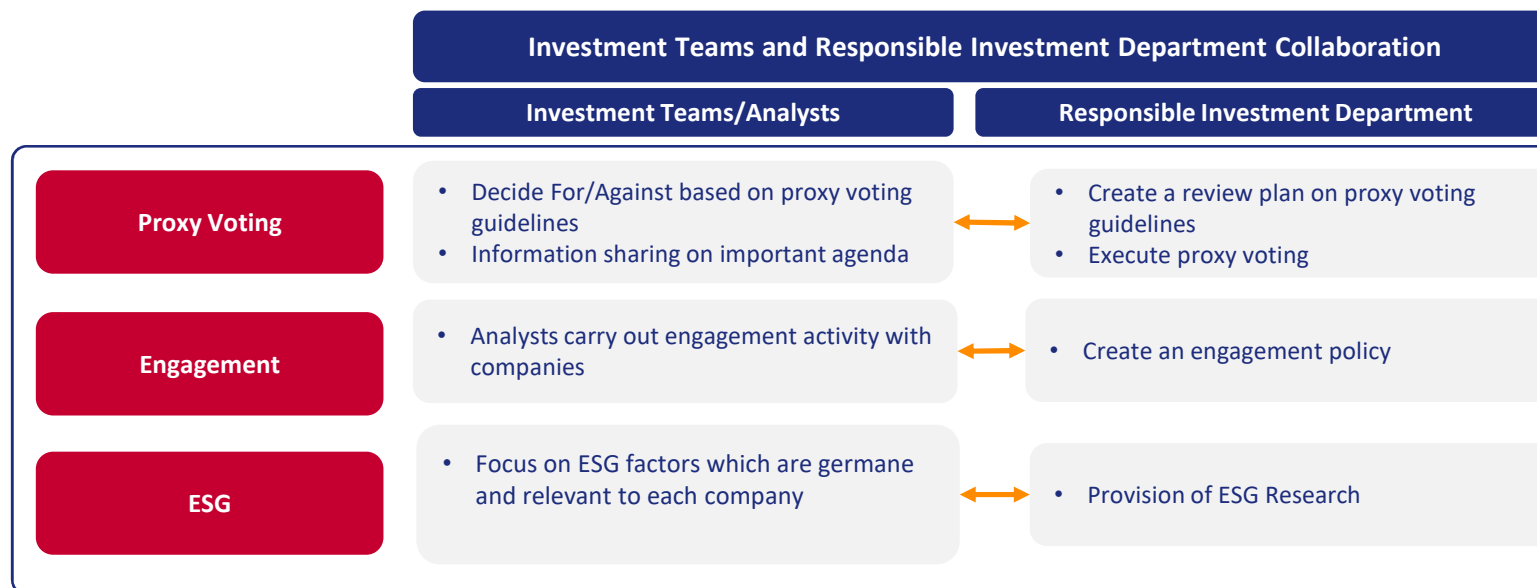 Investment Teams and Responsible Investment Department Collaboration
Investment Teams/Analysts
Responsible Investment Department
Proxy Voting
• Decide For/Against based on proxy voting
guidelines
• Information sharing on important agenda
• Create a review plan on proxy voting
guidelines
• Execute proxy voting
Engagement
• Analysts carry out engagement activity with
companies
• Create an engagement policy
ESG
• Focus on ESG factors which are germane
and relevant to each company
• Provision of ESG Research